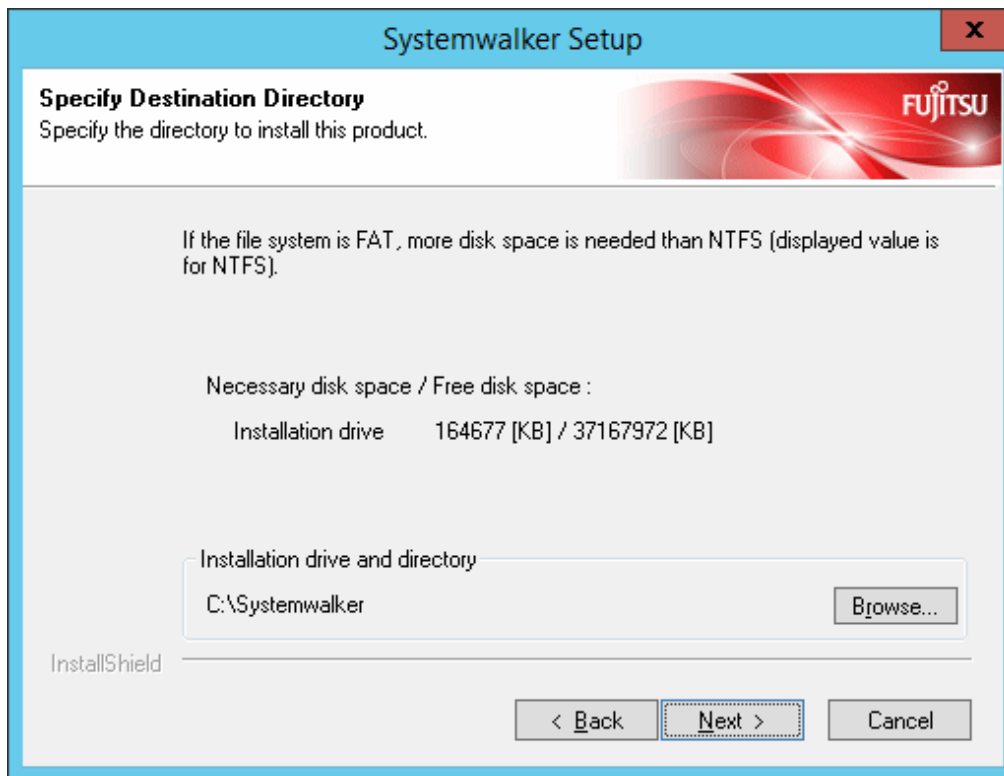 Systemwalker Setup
x
Specify Destination Directory
Specify the directory to install this product.
FUJITSU
If the file system is FAT, more disk space is needed than NTFS (displayed value is
for NTFS).
Necessary disk space / Free disk space :
Installation drive 164677 [KB] / 37167972 [KB]
Installation drive and directory
C:\Systemwalker
Browse...
InstallShield
< Back
Next >
Cancel